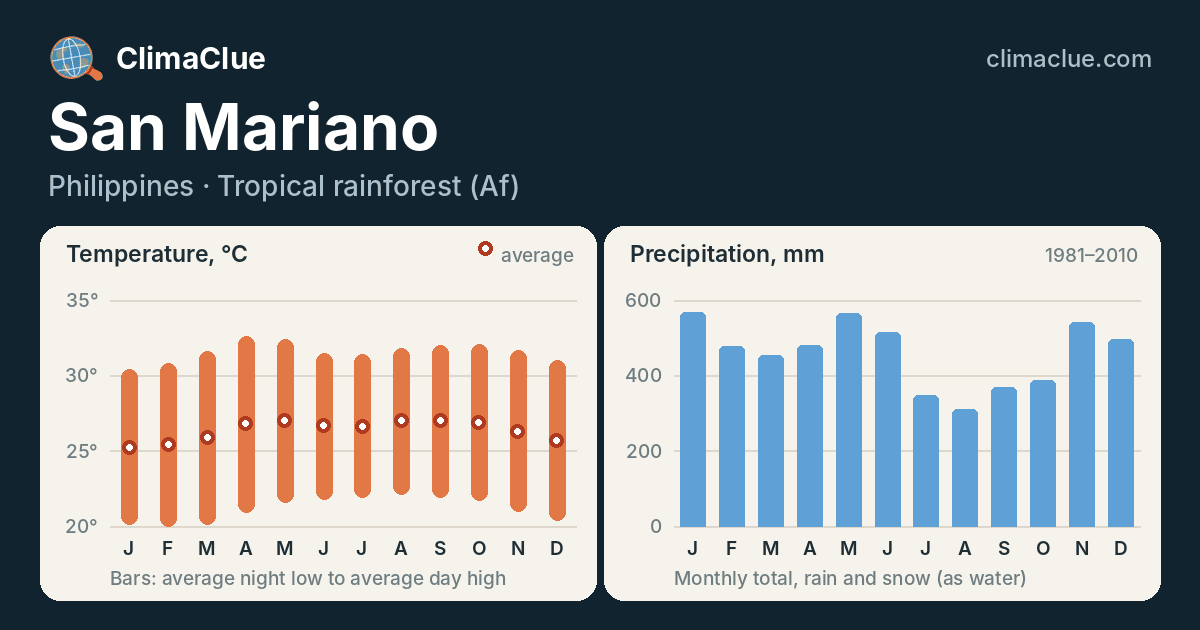 ClimaClue
climaclue.com
San Mariano
Philippines · Tropical rainforest (Af)
Temperature, °C
average
35°
30°
25°
20°
J F M A M J J A S O N D
Bars: average night low to average day high
Precipitation, mm
1981–2010
600
400
200
0
J F M A M J J A S O N D
Monthly total, rain and snow (as water)